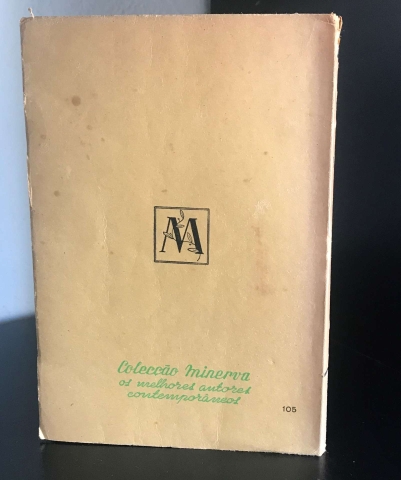 M
Colecção Minerva
os melhores autores
contemporâneos
105